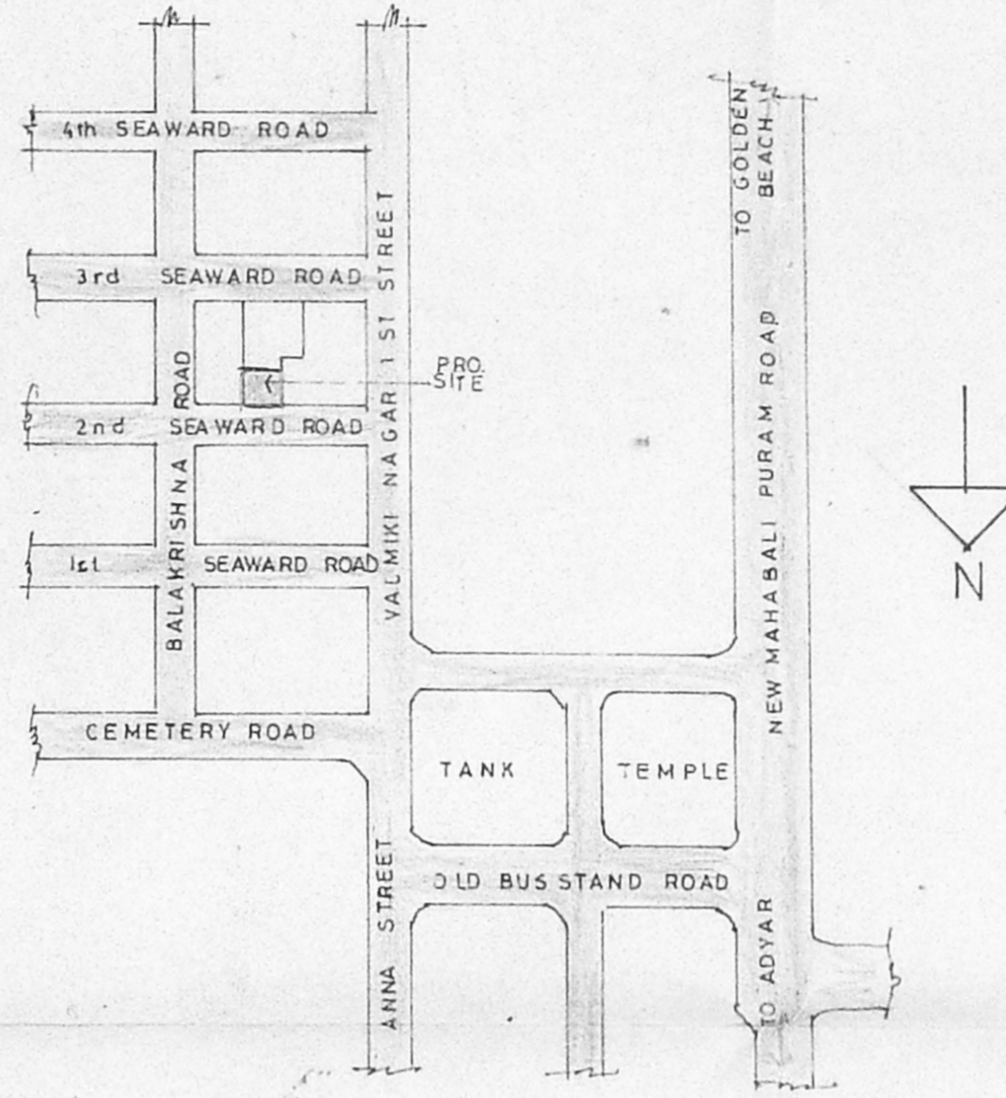 4th SEAWARD ROAD
3rd SEAWARD ROAD
PRO.
SITE
2nd SEAWARD ROAD
1st SEAWARD ROAD
CEMETERY ROAD
BALAKRISHNA ROAD
VALMIKI NAGAR 1 ST STREET
ANNA STREET
TANK
TEMPLE
OLD BUS STAND ROAD
TO GOLDEN
BEACH
NEW MAHABALI PURAM ROAD
TO ADYAR
N